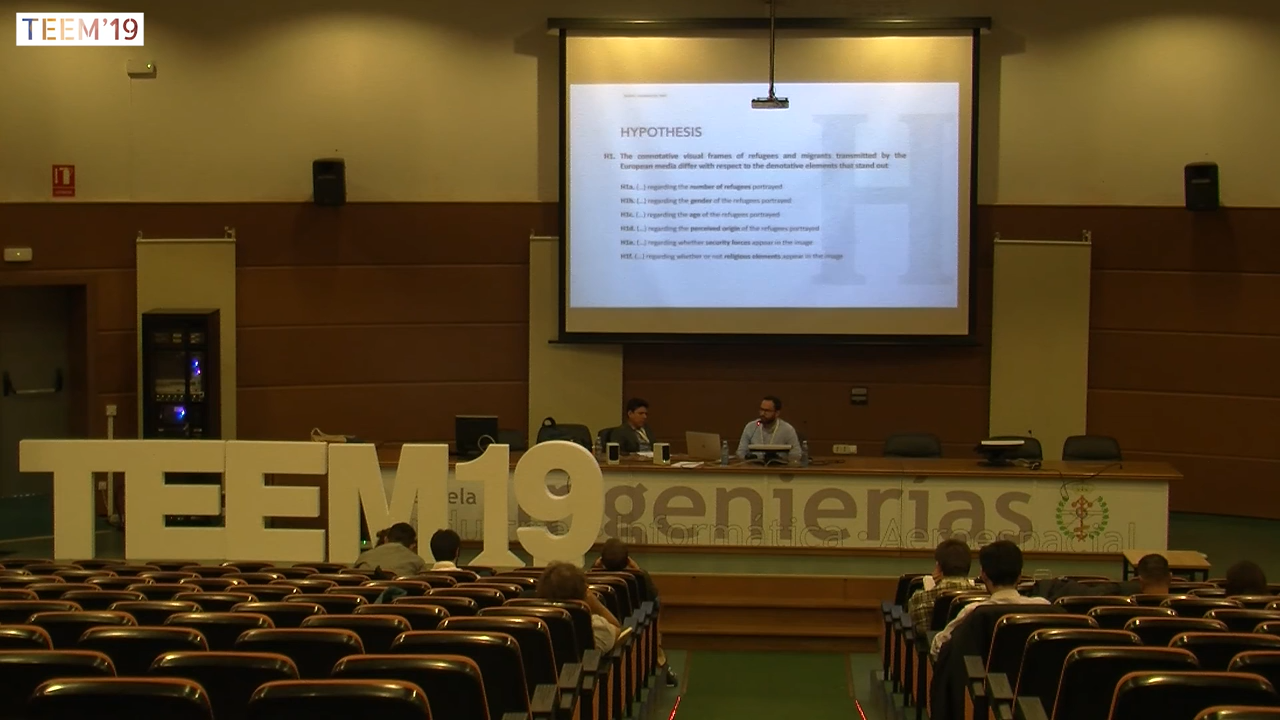 TEEM'19
HYPOTHESIS
H1. The connotative visual frames of refugees and migrants transmitted by the
European media differ with respect to the denotative elements that stand out:
H1a. (...) regarding the number of refugees portrayed
H1b. (...) regarding the gender of the refugees portrayed
H1c. (...) regarding the age of the refugees portrayed
H1d. (...) regarding the perceived origin of the refugees portrayed
H1e. (...) regarding whether security forces appear in the image
H1f. (...) regarding whether or not religious elements appear in the image
H
TEEM19
ela
genierías
Informática - Aeroespacial